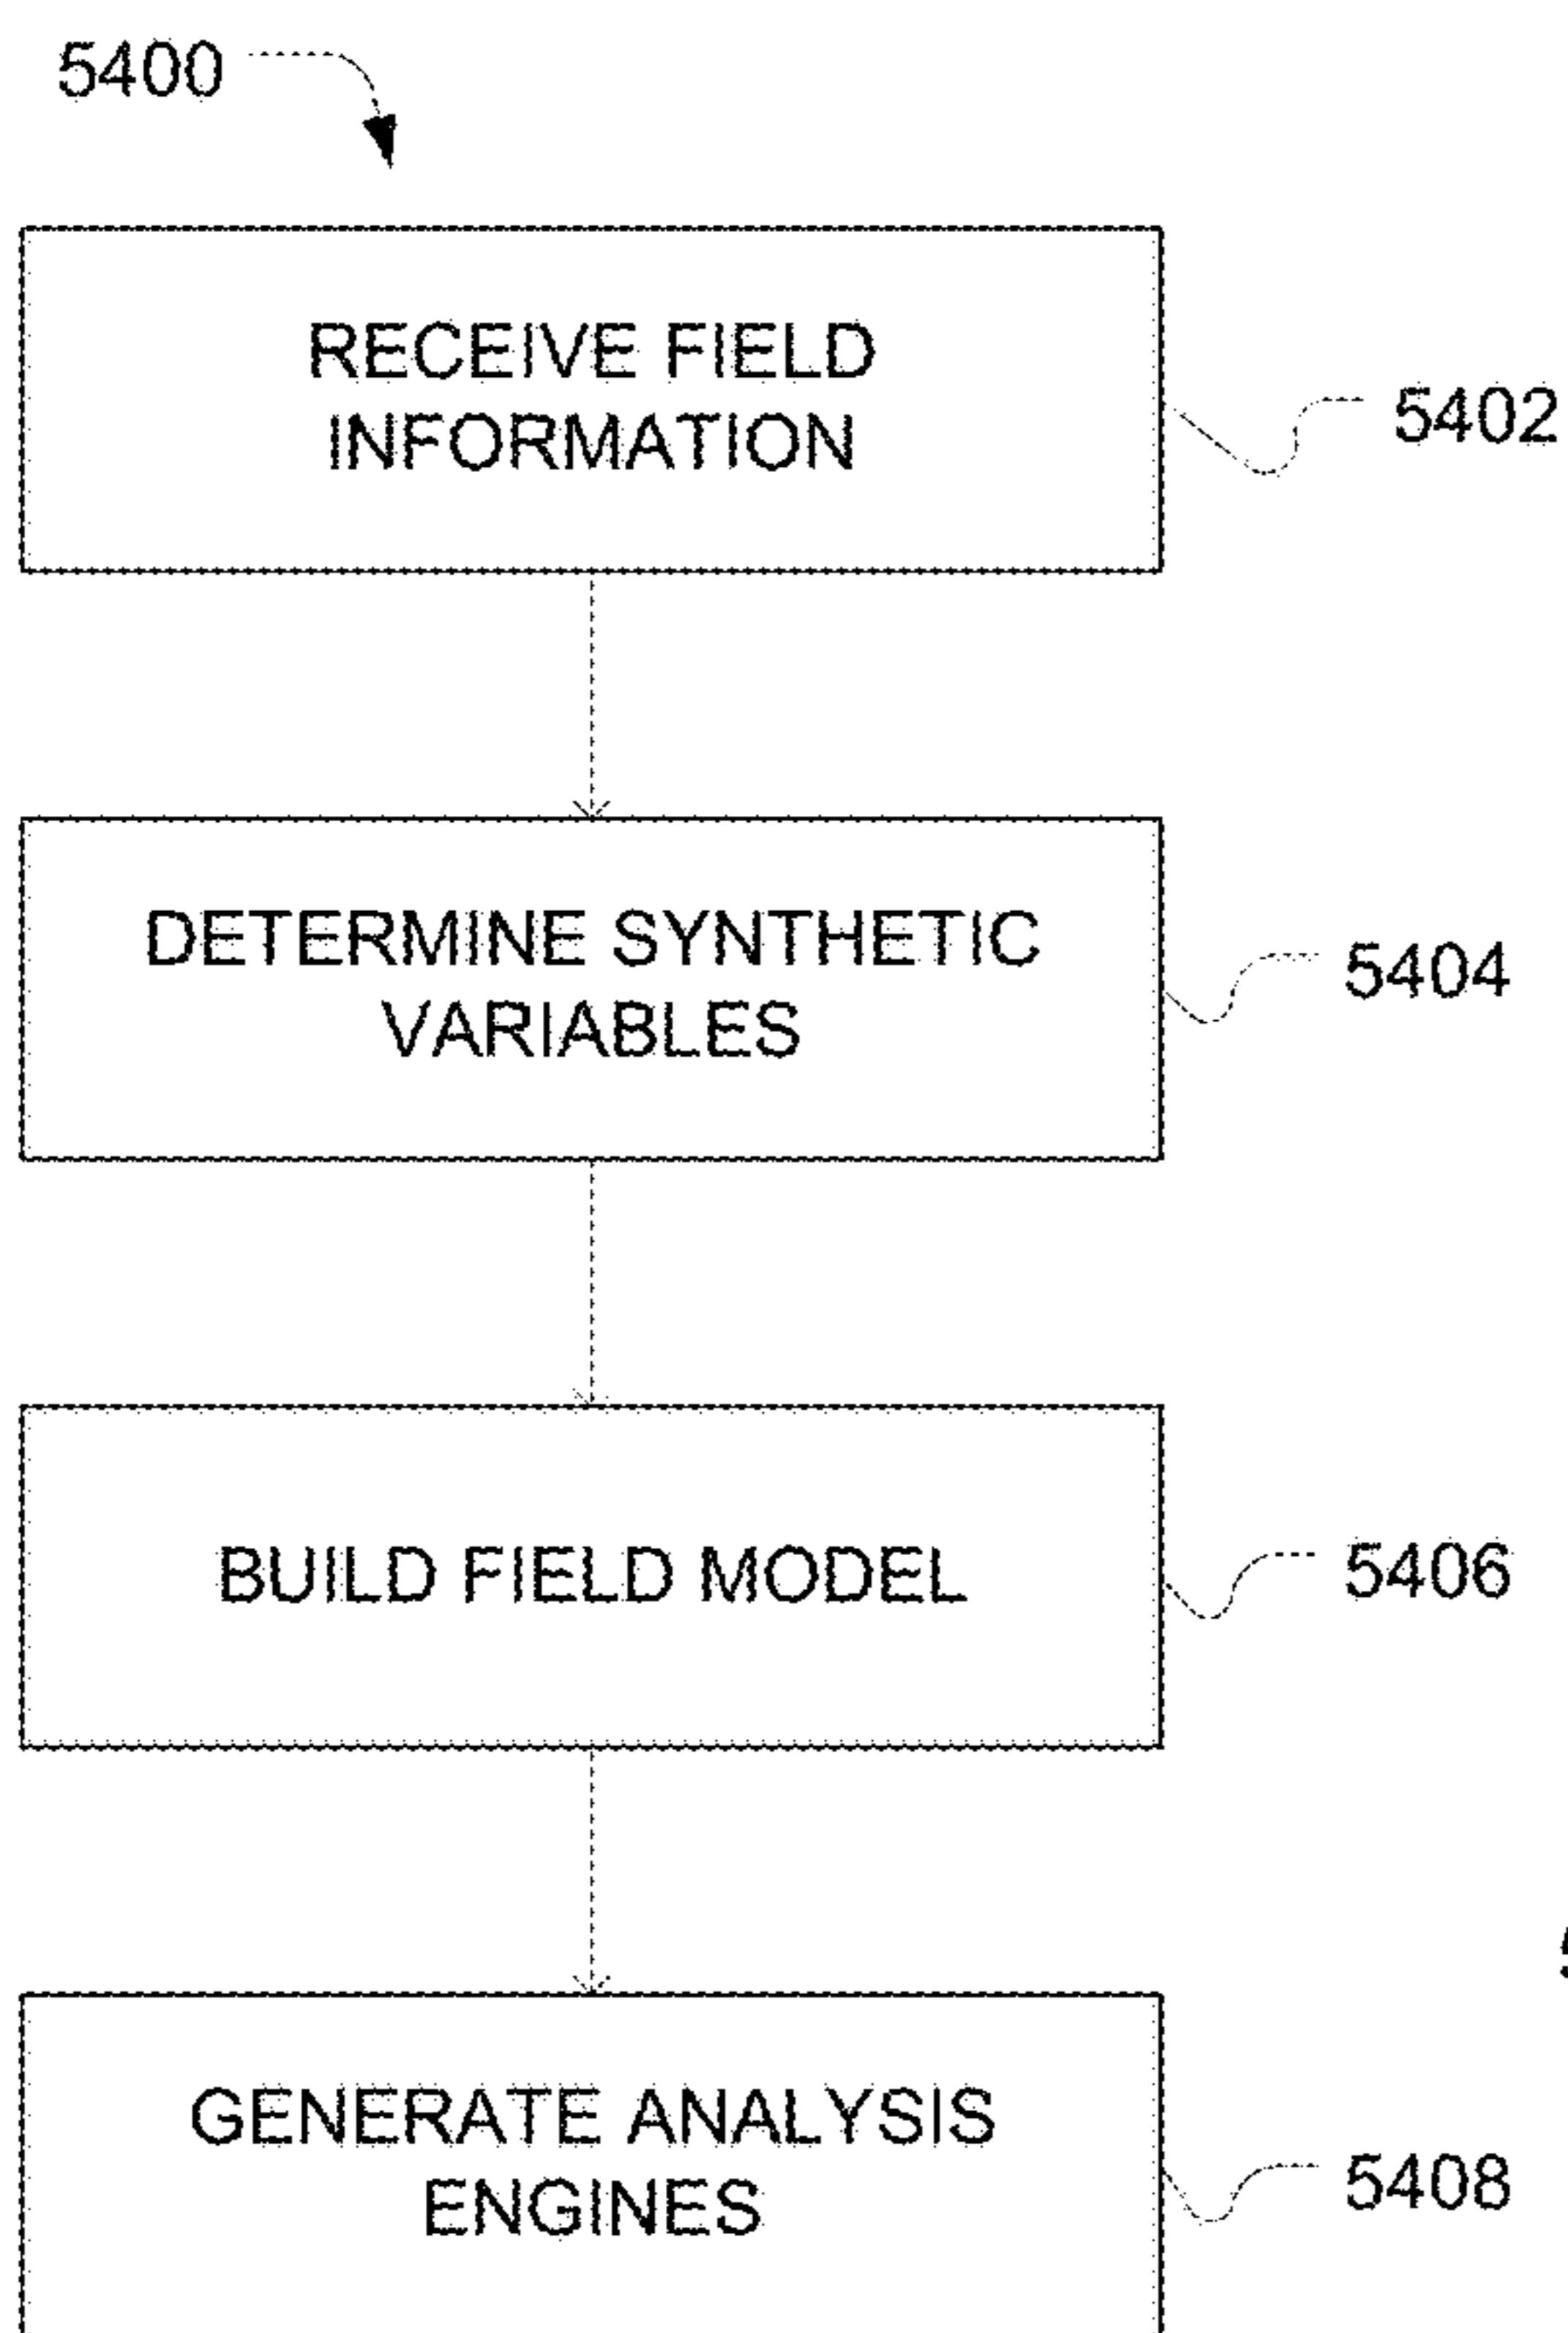 5400
RECEIVE FIELD
INFORMATION
5402
DETERMINE SYNTHETIC
VARIABLES
5404
BUILD FIELD MODEL
5406
GENERATE ANALYSIS
ENGINES
5408